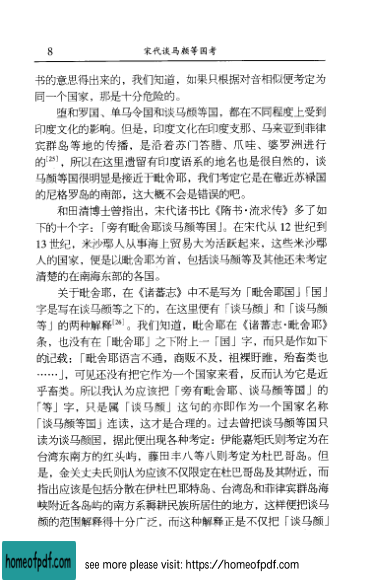 8 宋代谈马颜等国考
书的意思得出来的，我们知道，如果只根据对音相似便考定为
同一个国家，那是十分危险的。
堕和罗国、单马令国和谈马颜等国，都在不同程度上受到
印度文化的影响。但是，印度文化在印度支那、马来亚到菲律
宾群岛等地的传播，是沿着苏门答腊、爪哇、婆罗洲进行
的[25]，所以在这里遗留有印度语系的地名也是很自然的，谈
马颜等国很明显是接近于毗舍耶，我们考定它是在靠近苏禄国
的尼格罗岛的南部，这大概不会是错误的吧。
和田清博士曾指出，宋代诸书比《隋书·流求传》多了如
下的十个字：「旁有毗舍耶谈马颜等国」。在宋代从 12 世纪到
13 世纪，米沙鄢人从事海上贸易大为活跃起来，这些米沙鄢
人的国家，便是以毗舍耶为首，包括谈马颜等及其他还未考定
清楚的在南海东部的各国。
关于毗舍耶，在《诸蕃志》中不是写为「毗舍耶国」「国」
字是写在谈马颜等之下的，在这里便有「谈马颜」和「谈马颜
等」的两种解释[26]。我们知道，毗舍耶在《诸蕃志·毗舍耶》
条，也没有在「毗舍耶」之下附上一「国」字，而只是作如下
的记载：「毗舍耶语言不通，商贩不及，袒裸盱睢，殆畜类也
……」，可见还没有把它作为一个国家来看，反而认为它是近
乎畜类。所以我认为应该把「旁有毗舍耶、谈马颜等国」的
「等」字，只是属「谈马颜」这句的亦即作为一个国家名称
「谈马颜等国」连读，这才是合理的。过去曾把谈马颜等国只
读为谈马颜国，据此便出现各种考定：伊能嘉矩氏则考定为在
台湾东南方的红头屿，藤田丰八等八则考定为杜巴哥岛。但
是，金关丈夫氏则认为应该不仅限定在杜巴哥岛及其附近，而
指出应该是包括分散在伊杜巴耶特岛、台湾岛和菲律宾群岛海
峡附近各岛屿的南方系耨耕民族所居住的地方，这样便把谈马
颜的范围解释得十分广泛，而这种解释正是不仅把「谈马颜」
homeofpdf.com
see more please visit: https://homeofpdf.com